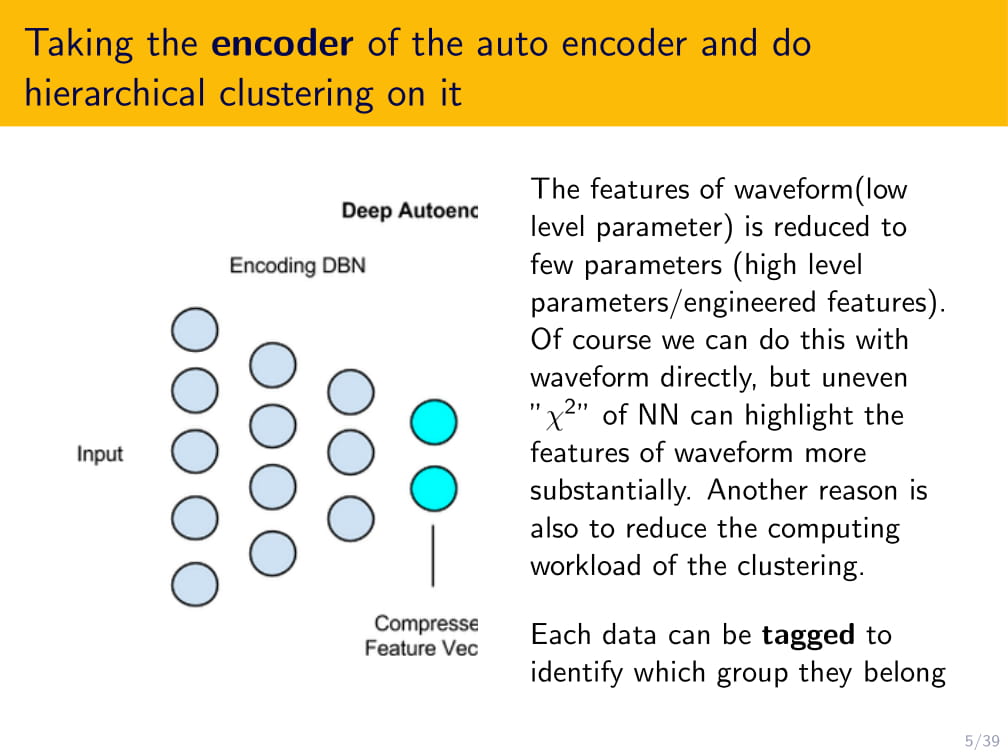 Taking the encoder of the auto encoder and do
hierarchical clustering on it
Deep Autoenc
Encoding DBN
Input
Compresse
Feature Vec
The features of waveform(low
level parameter) is reduced to
few parameters (high level
parameters/engineered features).
Of course we can do this with
waveform directly, but uneven
"χ²" of NN can highlight the
features of waveform more
substantially. Another reason is
also to reduce the computing
workload of the clustering.
Each data can be tagged to
identify which group they belong
5/39